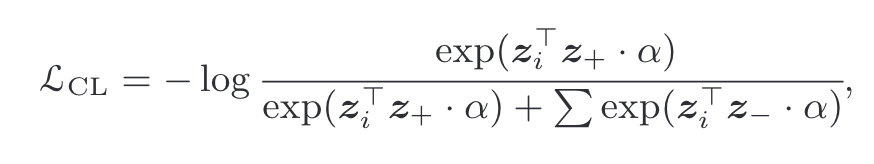 $$\mathcal{L}_{\mathrm{CL}} = -\log \frac{\exp(\boldsymbol{z}_i^\top \boldsymbol{z}_+ \cdot \alpha)}{\exp(\boldsymbol{z}_i^\top \boldsymbol{z}_+ \cdot \alpha) + \sum \exp(\boldsymbol{z}_i^\top \boldsymbol{z}_- \cdot \alpha)},$$